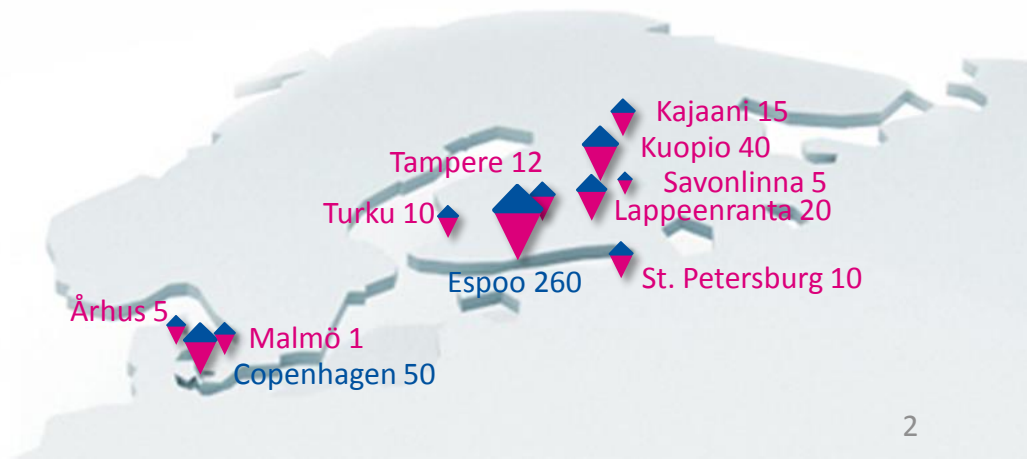 Kajaani 15
Kuopio 40
Tampere 12
Savonlinna 5
Turku 10
Lappeenranta 20
Espoo 260
St. Petersburg 10
Århus 5
Malmö 1
Copenhagen 50
2